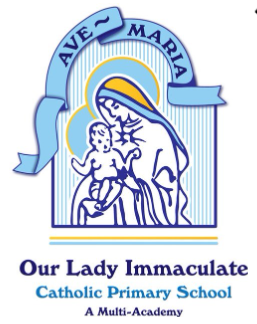 AVE~MARIA
Our Lady Immaculate
Catholic Primary School
A Multi-Academy